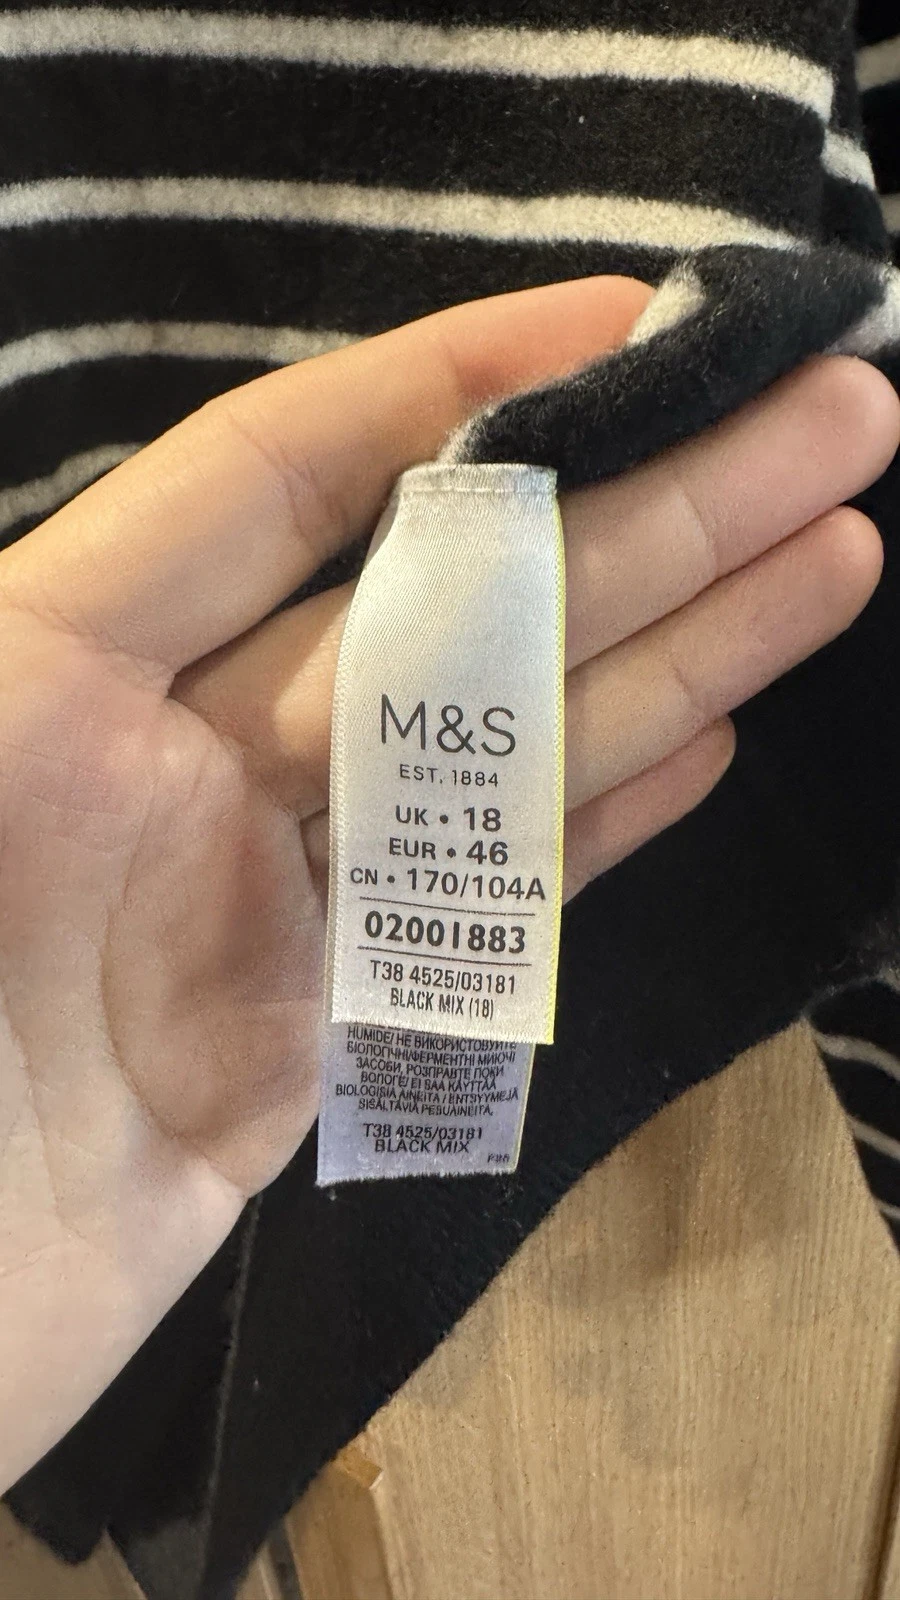 M&S
EST. 1884
UK • 18
EUR • 46
CN • 170/104A
02001883
T38 4525/03181
BLACK MIX (18)
HUMIDE/ НЕ ВИКОРИСТОВУЙТЕ
БІОЛОГІЧНІ/ФЕРМЕНТНІ МИЮЧІ
ЗАСОБИ, РОЗПРАВТЕ ПОКИ
ВОЛОГЕ/ EI SAA KÄYTTÄÄ
BIOLOGISIA AINEITA / ENTSYYMEJÄ
SISÄLTÄVIÄ PESUAINEITA.
T38 4525/03181
BLACK MIX